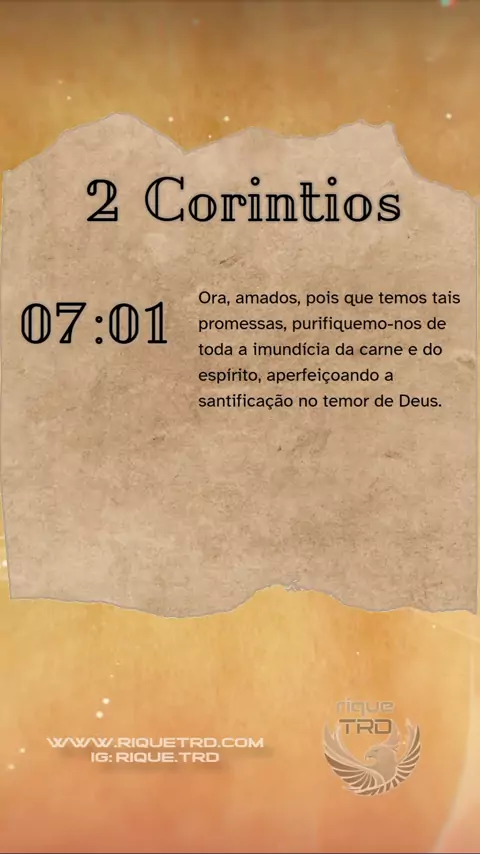 2 Corintios
07:01
Ora, amados, pois que temos tais
promessas, purifiquemo-nos de
toda a imundícia da carne e do
espírito, aperfeiçoando a
santificação no temor de Deus.
WWW.RIQUETRD.COM
IG: RIQUE.TRD
rique
TRD